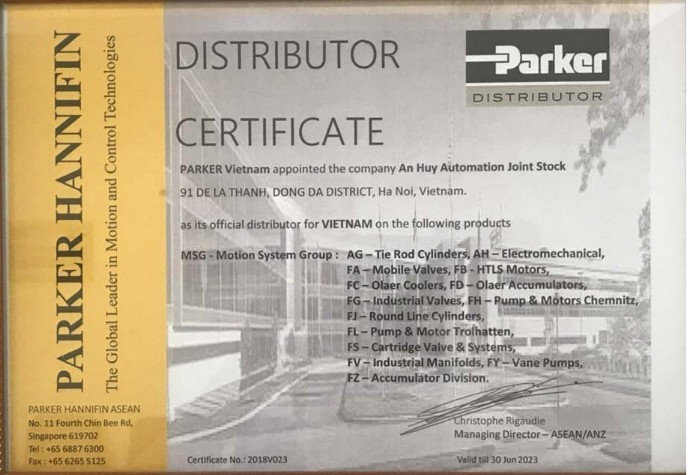 PARKER HANNIFIN
The Global Leader in Motion and Control Technologies
PARKER HANNIFIN ASEAN
No. 11 Fourth Chin Bee Rd,
Singapore 619702
Tel : +65 6887 6300
Fax : +65 6265 5125
DISTRIBUTOR
CERTIFICATE
Parker
DISTRIBUTOR
PARKER Vietnam appointed the company An Huy Automation Joint Stock
91 DE LA THANH, DONG DA DISTRICT, Ha Noi, Vietnam.
as its official distributor for VIETNAM on the following products
MSG - Motion System Group : AG – Tie Rod Cylinders, AH – Electromechanical,
FA – Mobile Valves, FB - HTLS Motors,
FC – Olaer Coolers, FD – Olaer Accumulators,
FG – Industrial Valves, FH – Pump & Motors Chemnitz,
FJ – Round Line Cylinders,
FL – Pump & Motor Trolhatten,
FS – Cartridge Valve & Systems,
FV – Industrial Manifolds, FY – Vane Pumps,
FZ – Accumulator Division.
Christophe Rigaudie
Managing Director – ASEAN/ANZ
Certificate No.: 2018V023
Valid till 30 Jun 2023